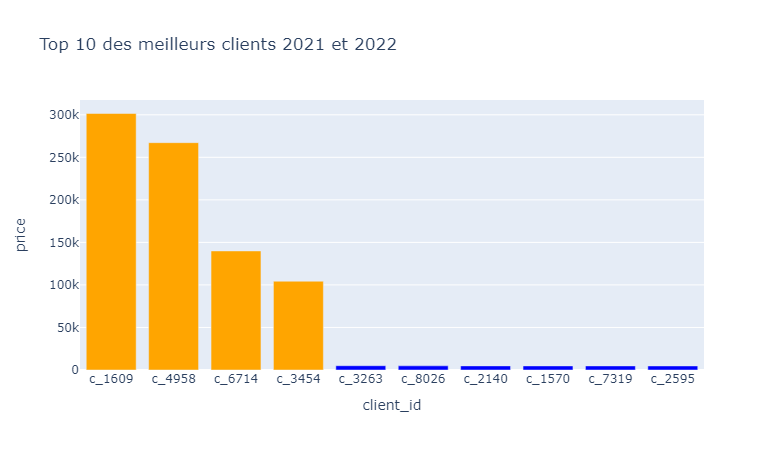 Top 10 des meilleurs clients 2021 et 2022
300k
250k
200k
150k
100k
50k
0
price
c_1609 c_4958 c_6714 c_3454 c_3263 c_8026 c_2140 c_1570 c_7319 c_2595
client_id